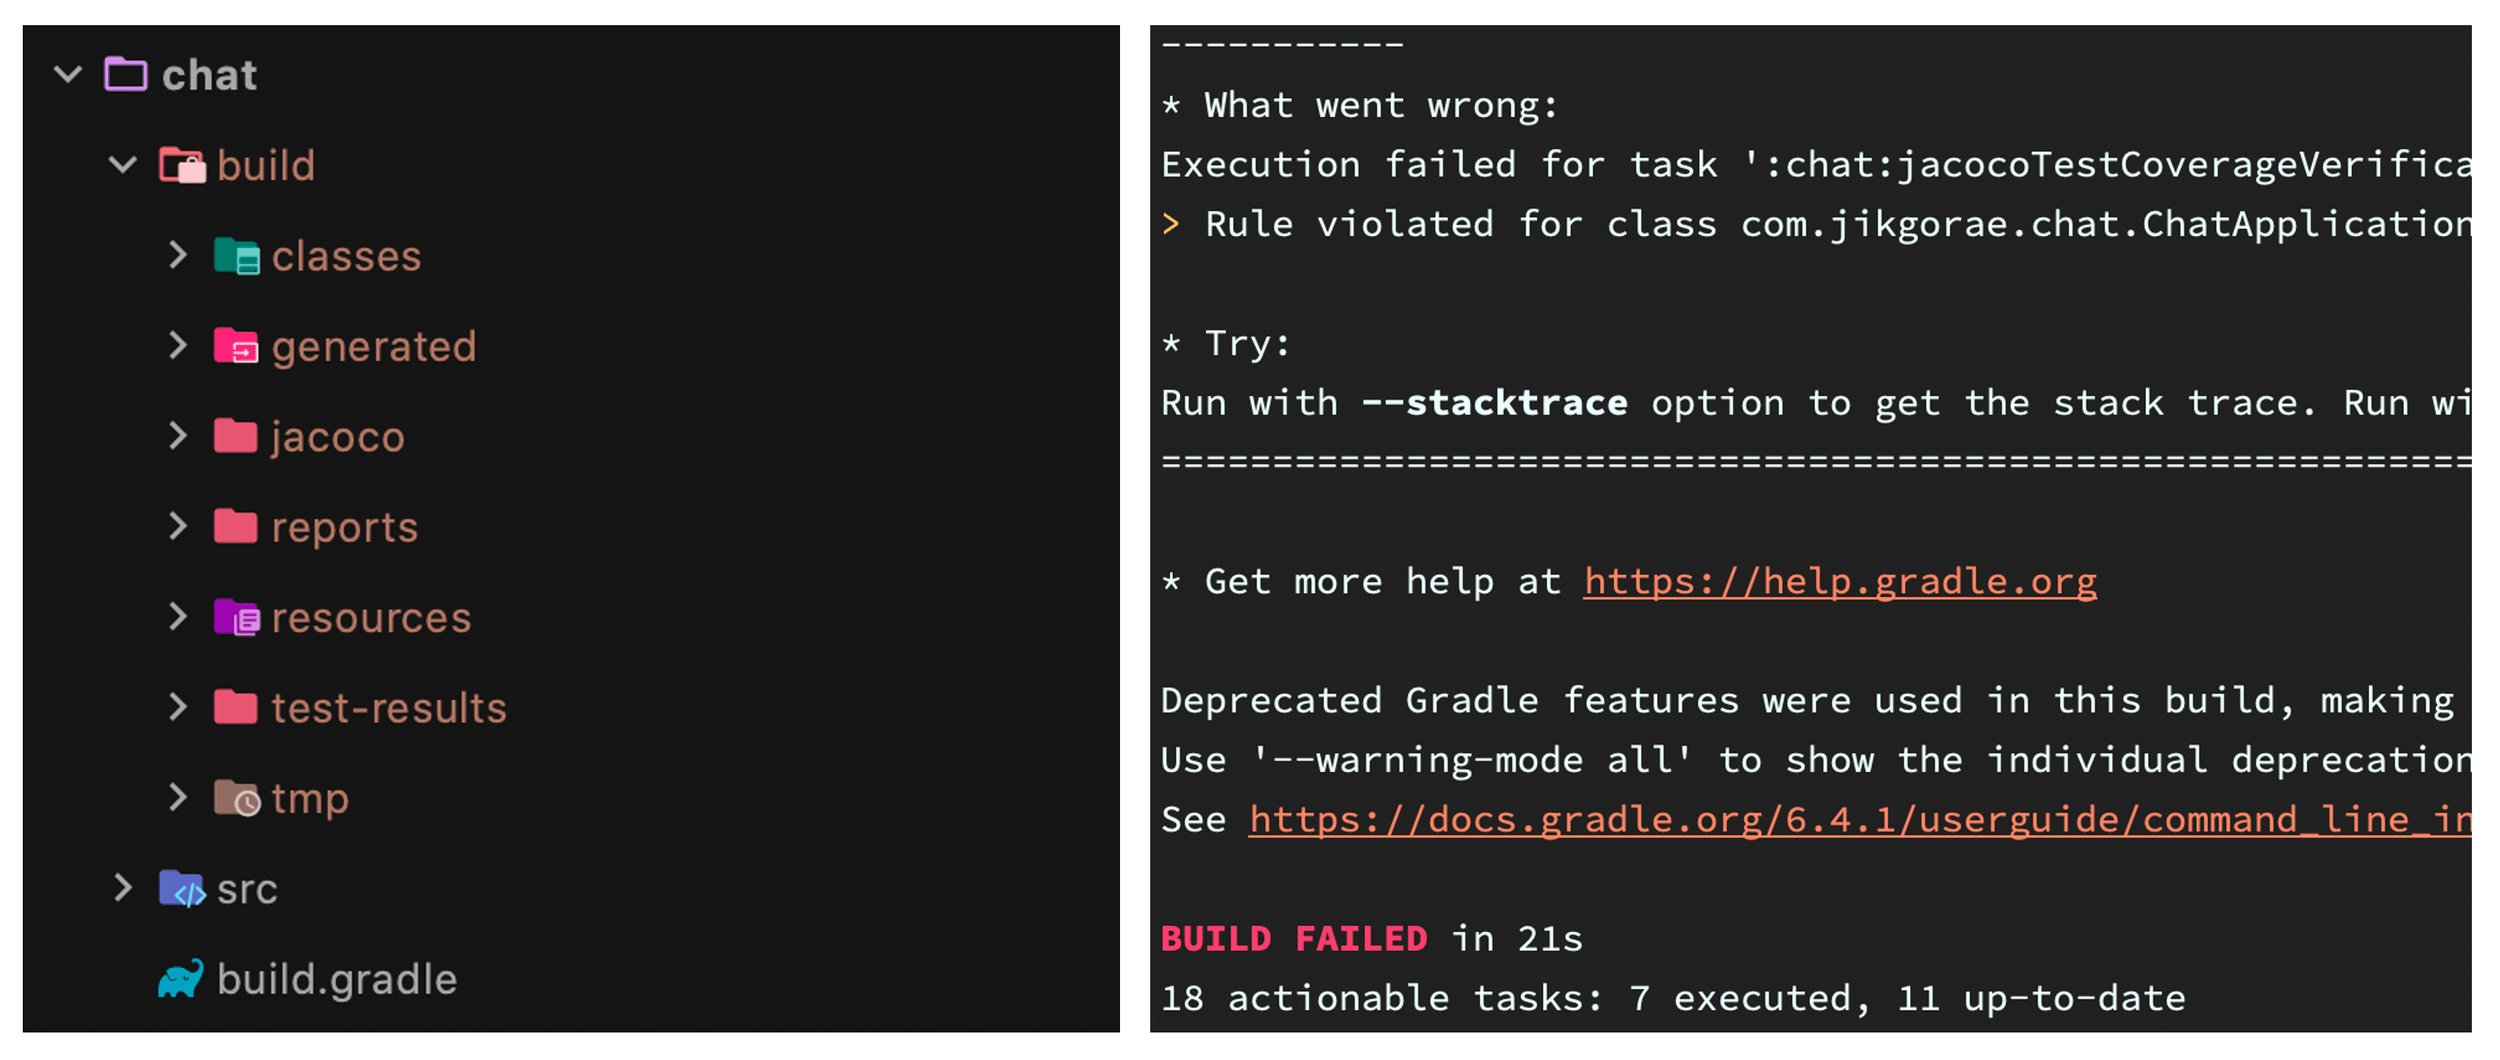 chat
build
classes
generated
jacoco
reports
resources
test-results
tmp
src
build.gradle
-----------
* What went wrong:
Execution failed for task ':chat:jacocoTestCoverageVerifica
> Rule violated for class com.jikgorae.chat.ChatApplication
* Try:
Run with --stacktrace option to get the stack trace. Run wi
===========================================================
* Get more help at https://help.gradle.org
Deprecated Gradle features were used in this build, making
Use '--warning-mode all' to show the individual deprecation
See https://docs.gradle.org/6.4.1/userguide/command_line_in
BUILD FAILED in 21s
18 actionable tasks: 7 executed, 11 up-to-date